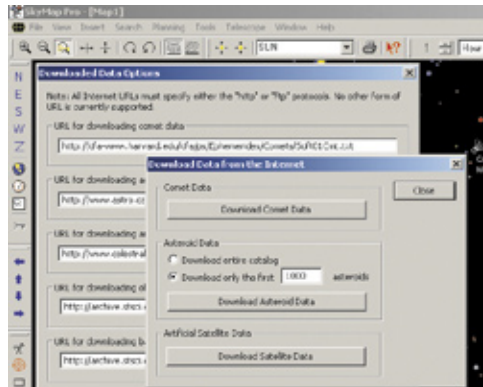 SkyMap Pro - [Map1]
File View Insert Search Planning Tools Telescope Window Help
SUN
1
Hour
N
E
S
W
Z
Downloaded Data Options
Note: All Internet URLs must specify either the "http" or "ftp" protocols. No other form of
URL is currently supported.
URL for downloading comet data
URL for downloading
URL for downloading
URL for downloading
URL for downloading
Download Data from the Internet
Close
Comet Data
Download Comet Data
Asteroid Data
Download entire catalog
Download only the first 1000 asteroids
Download Asteroid Data
Artificial Satellite Data
Download Satellite Data